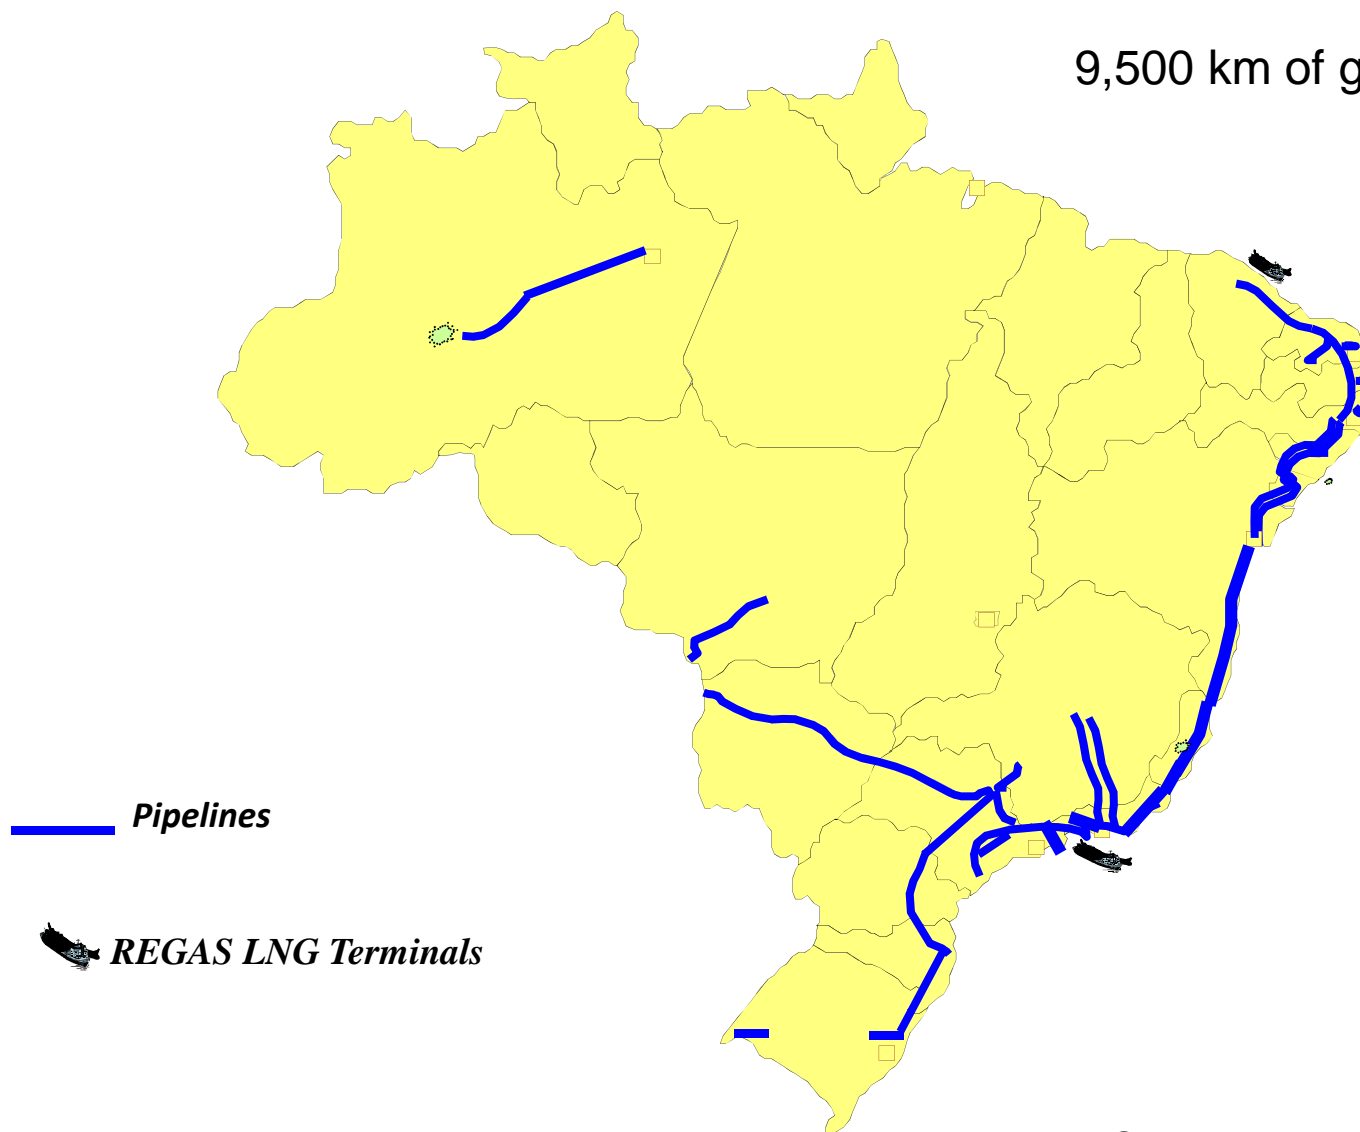 9,500 km of g
Pipelines
REGAS LNG Terminals